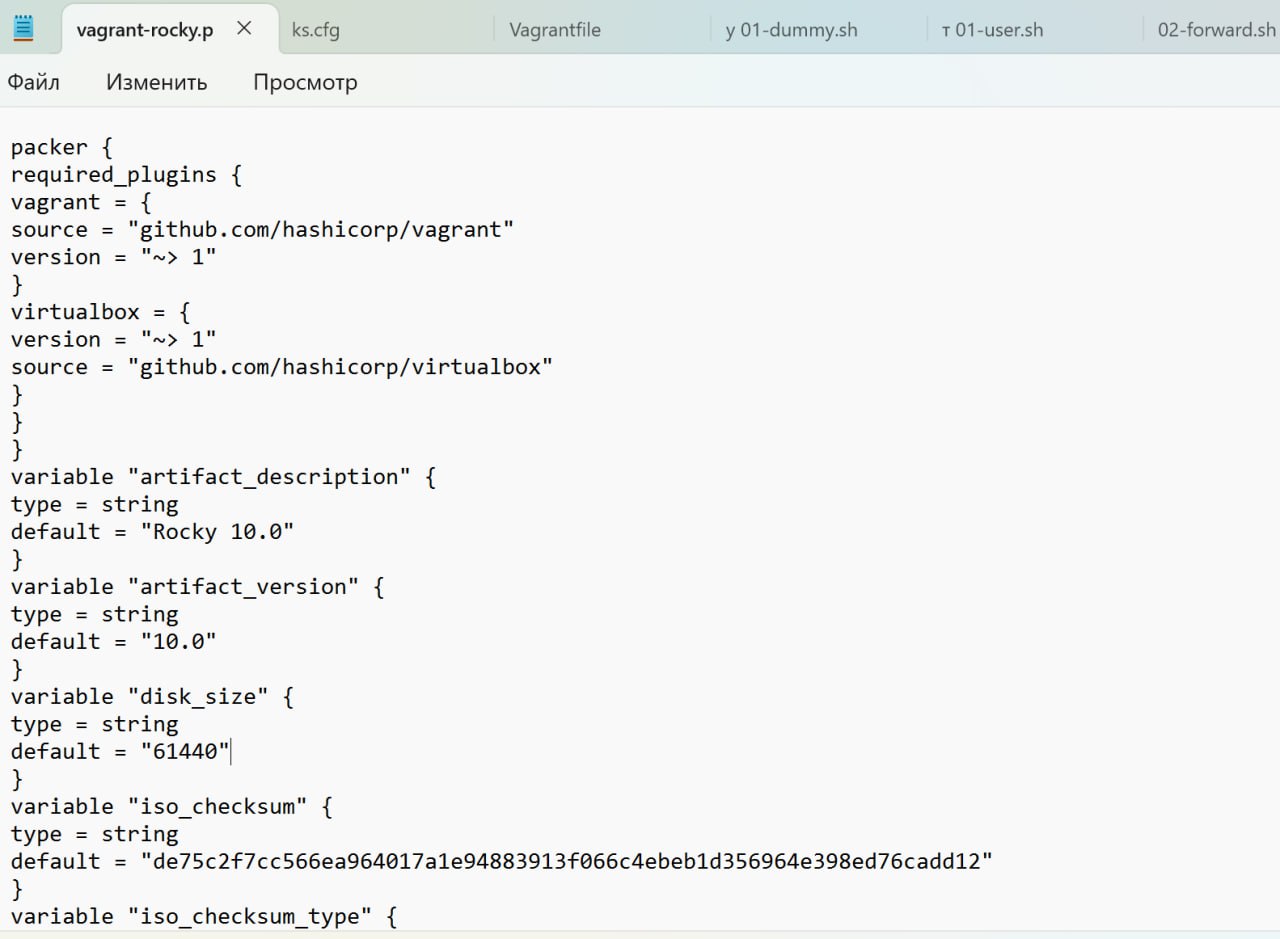 vagrant-rocky.p ks.cfg Vagrantfile y 01-dummy.sh т 01-user.sh 02-forward.sh
Файл Изменить Просмотр
packer {
required_plugins {
vagrant = {
source = "github.com/hashicorp/vagrant"
version = "~> 1"
}
virtualbox = {
version = "~> 1"
source = "github.com/hashicorp/virtualbox"
}
}
}
variable "artifact_description" {
type = string
default = "Rocky 10.0"
}
variable "artifact_version" {
type = string
default = "10.0"
}
variable "disk_size" {
type = string
default = "61440"
}
variable "iso_checksum" {
type = string
default = "de75c2f7cc566ea964017a1e94883913f066c4ebeb1d356964e398ed76cadd12"
}
variable "iso_checksum_type" {